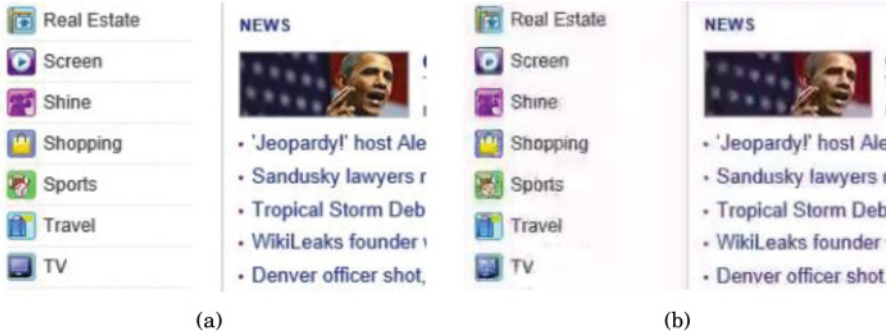 Real Estate
Screen
Shine
Shopping
Sports
Travel
TV
NEWS
'Jeopardy!' host Ale
Sandusky lawyers
Tropical Storm Deb
WikiLeaks founder
Denver officer shot,
(a)
Real Estate
Screen
Shine
Shopping
Sports
Travel
TV
NEWS
'Jeopardy!' host Ale
Sandusky lawyers
Tropical Storm Deb
WikiLeaks founder
Denver officer shot
(b)